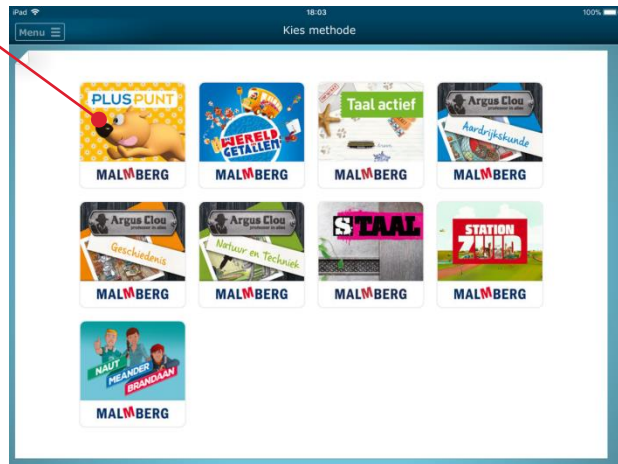 iPad 18:03 100%
Menu Kies methode
PLUSPUNT
MALMBERG
WERELD
GETALLEN
MALMBERG
Taal actief
MALMBERG
Argus Clou
Aardrijkskunde
MALMBERG
Argus Clou
Geschiedenis
MALMBERG
Argus Clou
Natuur en Techniek
MALMBERG
STAAL
MALMBERG
STATION
ZUID
MALMBERG
NAUT
MEANDER
BRANDAAN
MALMBERG